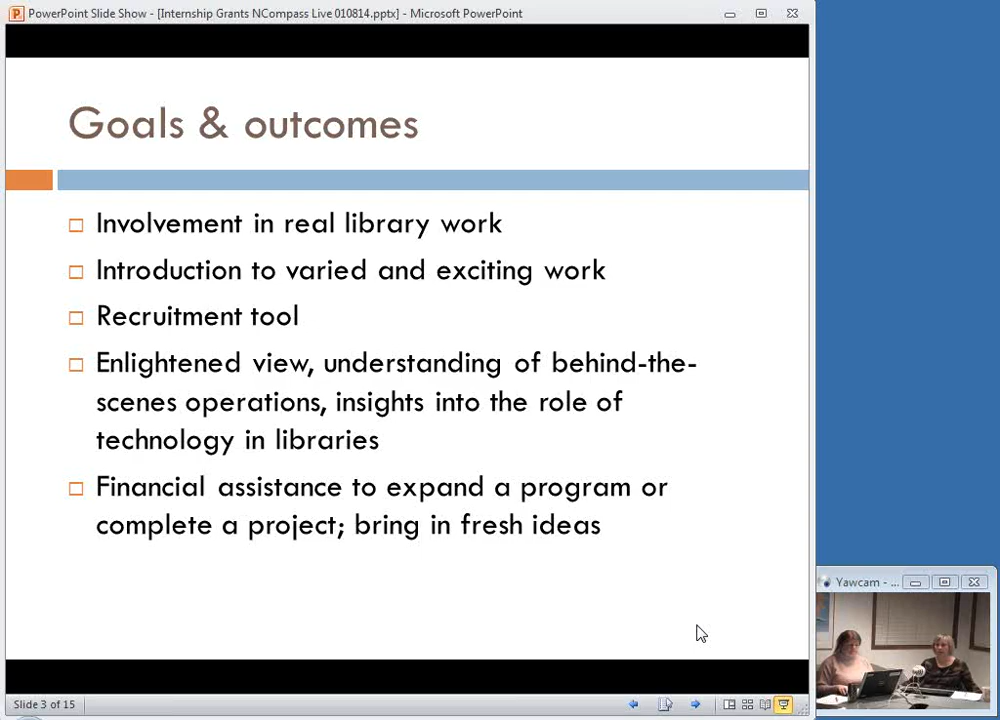 PowerPoint Slide Show - [Internship Grants NCompass Live 010814.pptx] - Microsoft PowerPoint
Goals & outcomes
Involvement in real library work
Introduction to varied and exciting work
Recruitment tool
Enlightened view, understanding of behind-the-
scenes operations, insights into the role of
technology in libraries
Financial assistance to expand a program or
complete a project; bring in fresh ideas
Yawcam - ...
Slide 3 of 15